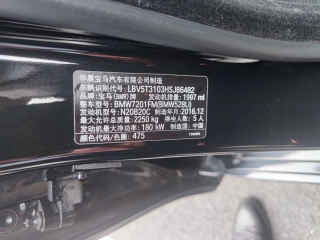 华晨宝马汽车有限公司制造
车辆识别代号: LBV5T3103HSJ86482
品牌: 宝马(BMW)牌 发动机排量: 1997 ml
整车型号: BMW7201FM(BMW528Li)
发动机型号: N20B20C 制造年月: 2016.12
最大允许总质量: 2250 kg 乘坐人数: 5 人
发动机最大净功率: 180 kW 制造国: 中国
颜色代码/色圈: 475